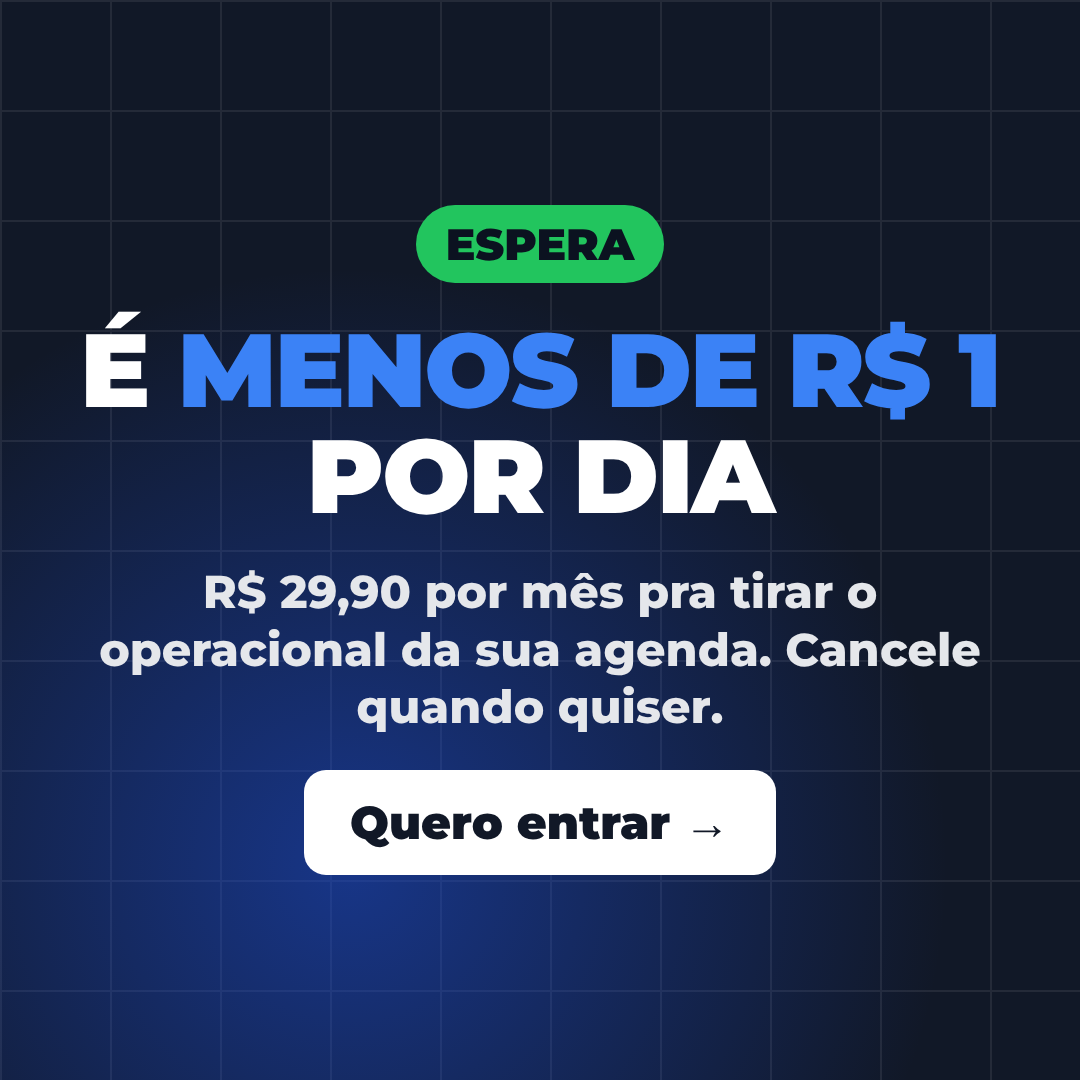 ESPERA
É MENOS DE R$ 1
POR DIA
R$ 29,90 por mês pra tirar o
operacional da sua agenda. Cancele
quando quiser.
Quero entrar →